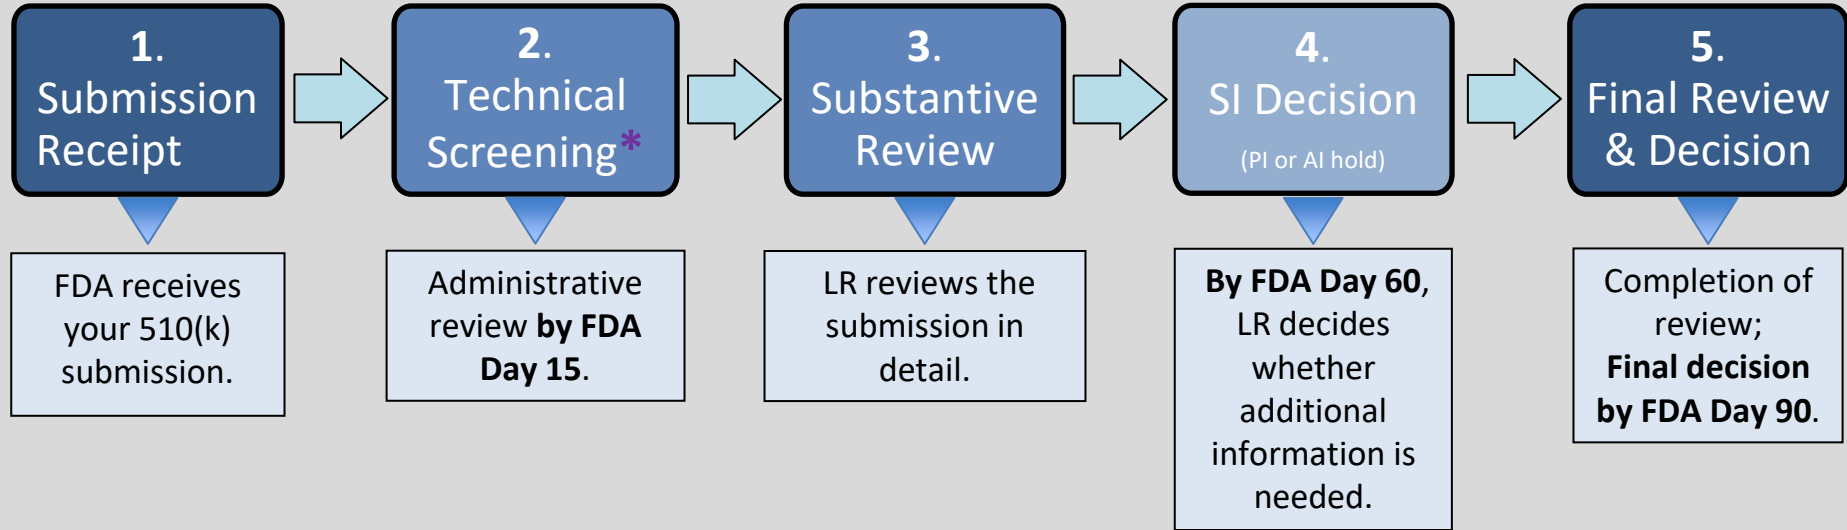 1.
Submission
Receipt
2.
Technical
Screening*
3.
Substantive
Review
4.
SI Decision
(PI or AI hold)
5.
Final Review
& Decision
FDA receives
your 510(k)
submission.
Administrative
review by FDA
Day 15.
LR reviews the
submission in
detail.
By FDA Day 60,
LR decides
whether
additional
information is
needed.
Completion of
review;
Final decision
by FDA Day 90.